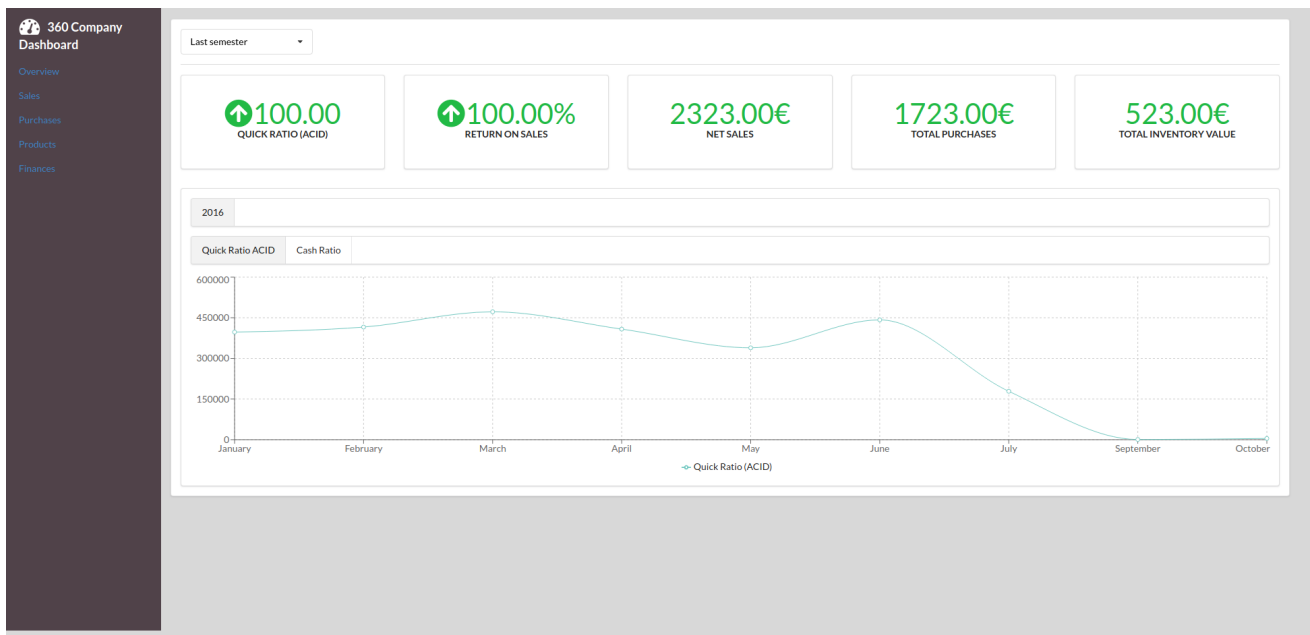 360 Company
Dashboard
Overview
Sales
Purchases
Products
Finances
Last semester
100.00
QUICK RATIO (ACID)
100.00%
RETURN ON SALES
2323.00€
NET SALES
1723.00€
TOTAL PURCHASES
523.00€
TOTAL INVENTORY VALUE
2016
Quick Ratio ACID Cash Ratio
600000
450000
300000
150000
0
January February March April May June July September October
Quick Ratio (ACID)